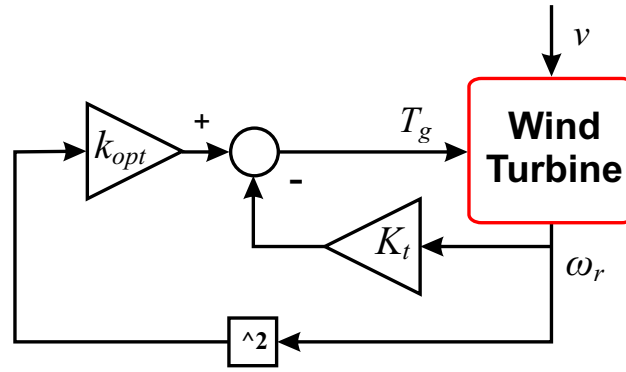 v
Wind
Turbine
T_g
+
k_opt
-
K_t
ω_r
^2